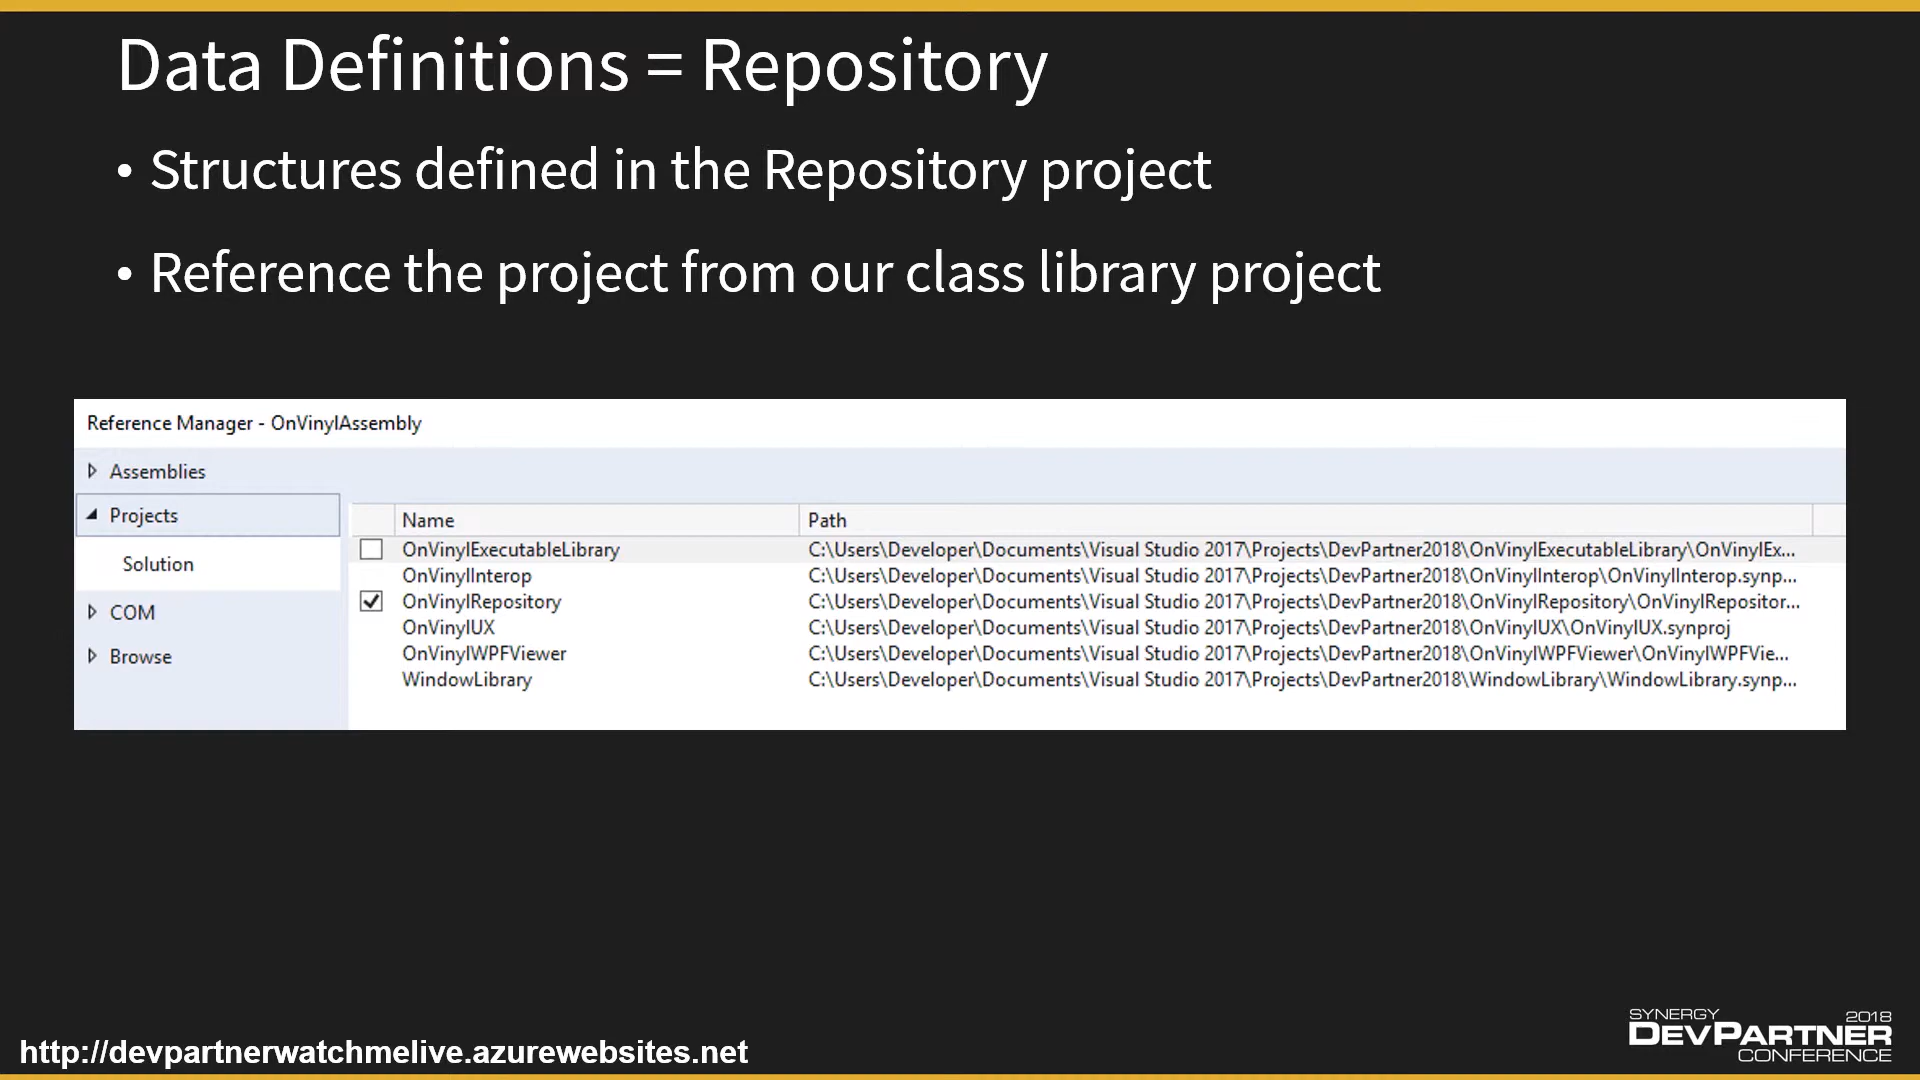 Data Definitions = Repository
• Structures defined in the Repository project
• Reference the project from our class library project
Reference Manager - OnVinylAssembly
Assemblies
Projects
Solution
COM
Browse
Name Path
OnVinylExecutableLibrary C:\Users\Developer\Documents\Visual Studio 2017\Projects\DevPartner2018\OnVinylExecutableLibrary\OnVinylEx...
OnVinylInterop C:\Users\Developer\Documents\Visual Studio 2017\Projects\DevPartner2018\OnVinylInterop\OnVinylInterop.synp...
OnVinylRepository C:\Users\Developer\Documents\Visual Studio 2017\Projects\DevPartner2018\OnVinylRepository\OnVinylRepositor...
OnVinylUX C:\Users\Developer\Documents\Visual Studio 2017\Projects\DevPartner2018\OnVinylUX\OnVinylUX.synproj
OnVinylWPFViewer C:\Users\Developer\Documents\Visual Studio 2017\Projects\DevPartner2018\OnVinylWPFViewer\OnVinylWPFVie...
WindowLibrary C:\Users\Developer\Documents\Visual Studio 2017\Projects\DevPartner2018\WindowLibrary\WindowLibrary.synp...
http://devpartnerwatchmelive.azurewebsites.net
SYNERGY 2018
DEVPARTNER
CONFERENCE